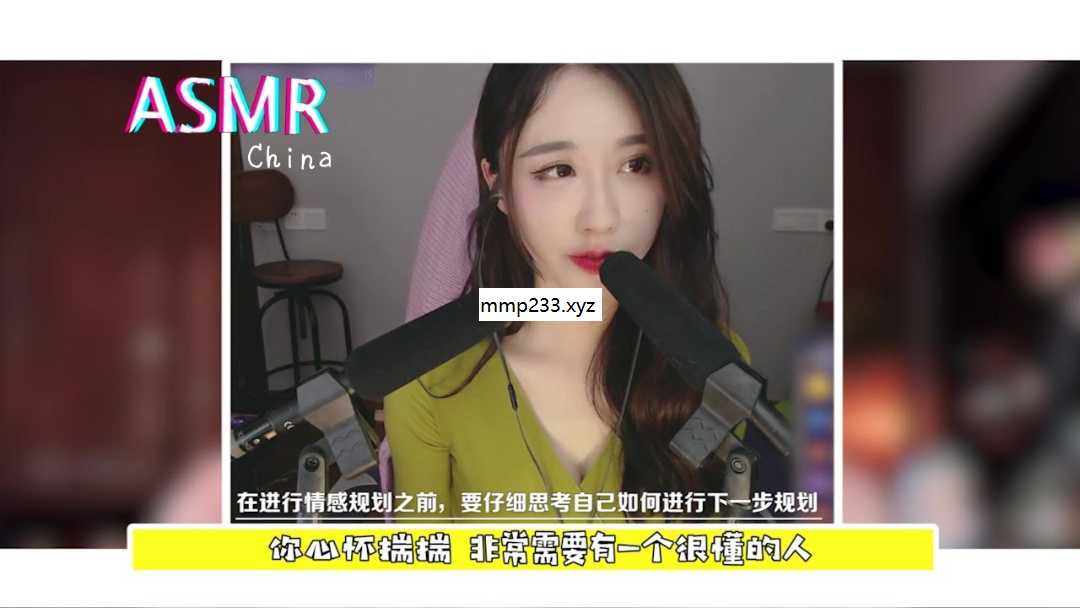 ASMR
China
mmp233.xyz
在进行情感规划之前，要仔细思考自己如何进行下一步规划
你心怀揣揣 非常需要有一个很懂的人